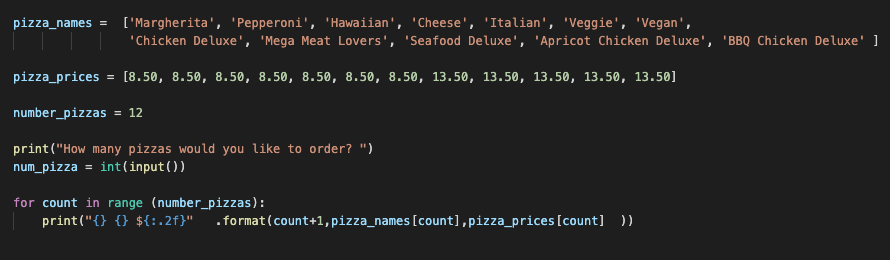 pizza_names =  ['Margherita', 'Pepperoni', 'Hawaiian', 'Cheese', 'Italian', 'Veggie', 'Vegan',
                'Chicken Deluxe', 'Mega Meat Lovers', 'Seafood Deluxe', 'Apricot Chicken Deluxe', 'BBQ Chicken Deluxe' ]
pizza_prices = [8.50, 8.50, 8.50, 8.50, 8.50, 8.50, 8.50, 13.50, 13.50, 13.50, 13.50, 13.50]
number_pizzas = 12
print("How many pizzas would you like to order? ")
num_pizza = int(input())
for count in range (number_pizzas):
    print("{} {} ${:.2f}"   .format(count+1,pizza_names[count],pizza_prices[count]  ))